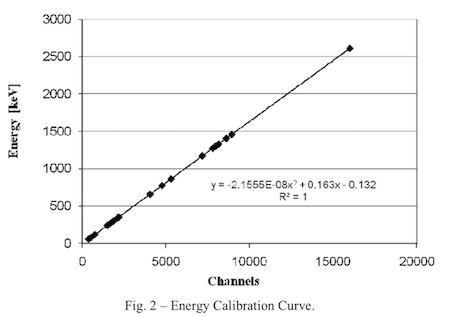 3000
2500
2000
1500
1000
500
0
Energy [keV]
y = -2.1555E-08x² + 0.163x - 0.132
R² = 1
0 5000 10000 15000 20000
Channels
Fig. 2 – Energy Calibration Curve.